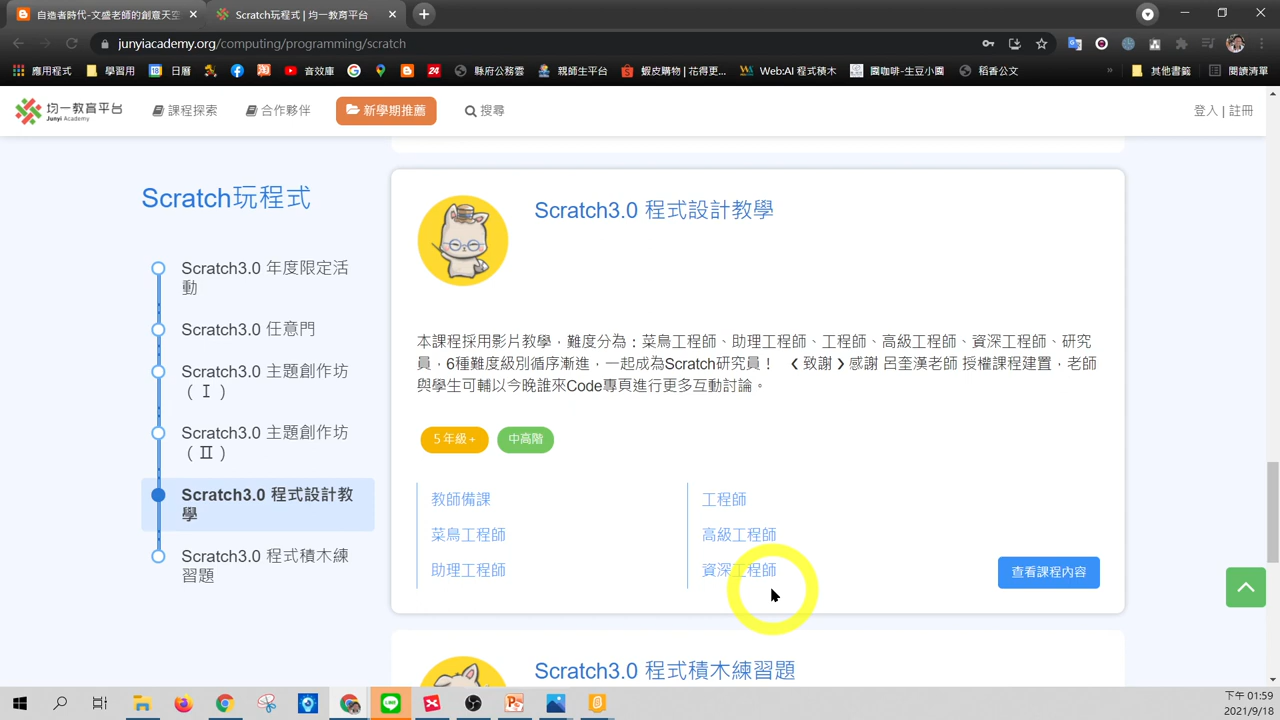 自造者時代-文盛老師的創意天空
Scratch玩程式 | 均一教育平台
junyiacademy.org/computing/programming/scratch
應用程式
學習用
日曆
音效庫
縣府公務雲
親師生平台
蝦皮購物 | 花得更...
Web:AI 程式積木
國咖啡-生豆小園
稻香公文
其他書籤
閱讀清單
均一教育平台
Junyi Academy
課程探索
合作夥伴
新學期推薦
搜尋
登入 | 註冊
Scratch玩程式
Scratch3.0 年度限定活
動
Scratch3.0 任意門
Scratch3.0 主題創作坊
（Ⅰ）
Scratch3.0 主題創作坊
（Ⅱ）
Scratch3.0 程式設計教
學
Scratch3.0 程式積木練
習題
Scratch3.0 程式設計教學
本課程採用影片教學，難度分為：菜鳥工程師、助理工程師、工程師、高級工程師、資深工程師、研究
員，6種難度級別循序漸進，一起成為Scratch研究員！ 《 致謝 》感謝 呂奎漢老師 授權課程建置，老師
與學生可輔以今晚誰來Code專頁進行更多互動討論。
5 年級 +
中高階
教師備課
菜鳥工程師
助理工程師
工程師
高級工程師
資深工程師
查看課程內容
Scratch3.0 程式積木練習題
下午 01:59
2021/9/18